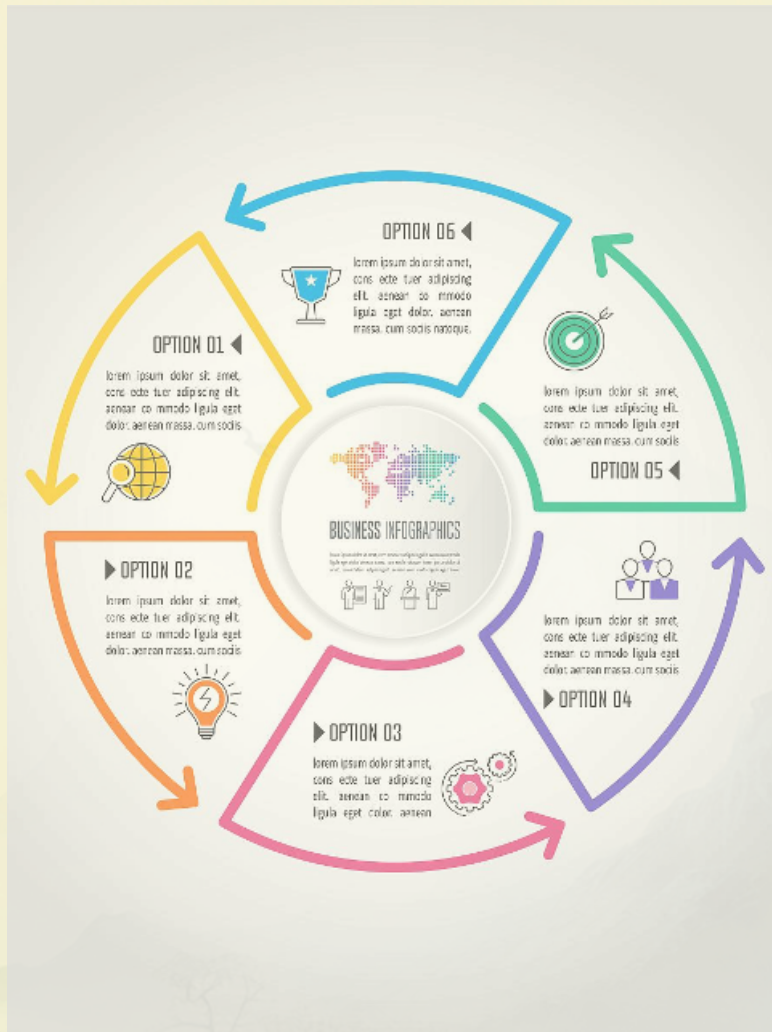 OPTION 06
lorem ipsum dolor sit amet,
cons ecte tuer adipiscing
elit. aenean co mmodo
ligula eget dolor. aenean
massa. cum sociis natoque.
OPTION 01
lorem ipsum dolor sit amet,
cons ecte tuer adipiscing elit.
aenean co mmodo ligula eget
dolor. aenean massa. cum sociis
OPTION 02
lorem ipsum dolor sit amet,
cons ecte tuer adipiscing elit.
aenean co mmodo ligula eget
dolor. aenean massa. cum sociis
OPTION 03
lorem ipsum dolor sit amet,
cons ecte tuer adipiscing
elit. aenean co mmodo
ligula eget dolor. aenean
lorem ipsum dolor sit amet,
cons ecte tuer adipiscing elit.
aenean co mmodo ligula eget
dolor. aenean massa. cum sociis
OPTION 04
lorem ipsum dolor sit amet,
cons ecte tuer adipiscing elit.
aenean co mmodo ligula eget
dolor. aenean massa. cum sociis
OPTION 05
BUSINESS INFOGRAPHICS